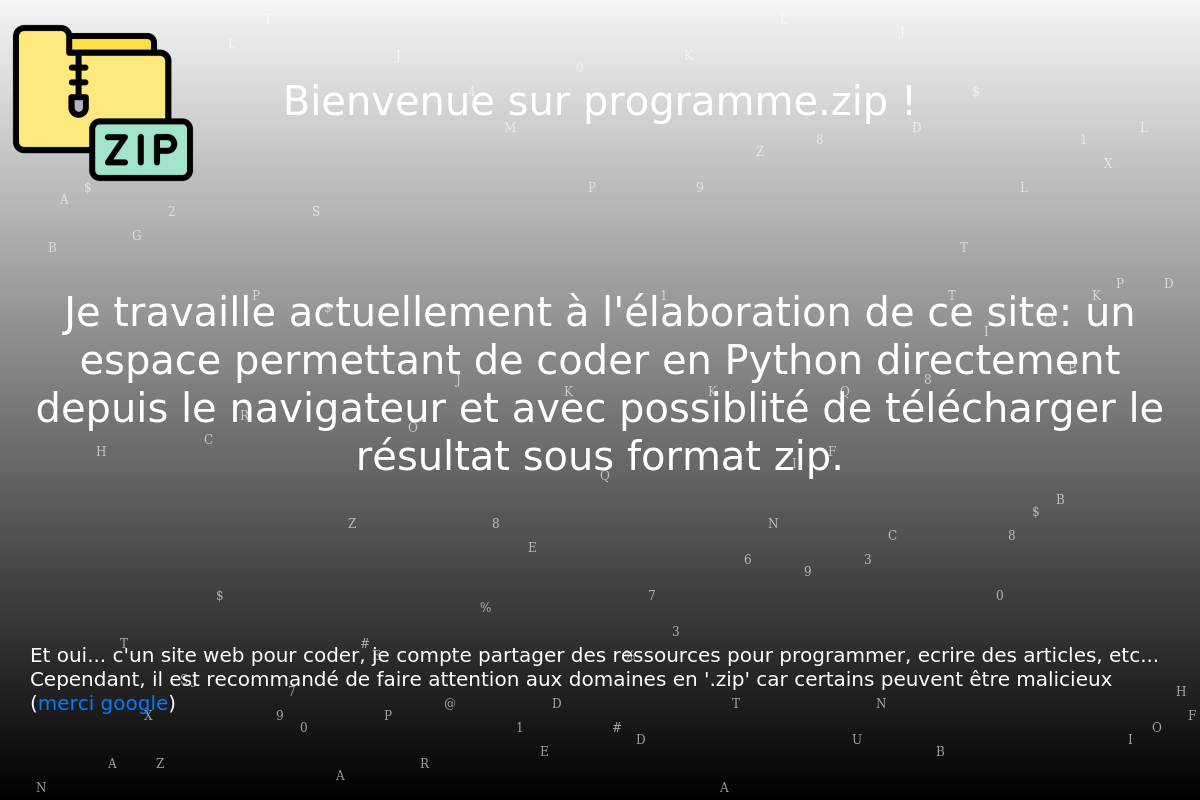 ZIP
Bienvenue sur programme.zip !
Je travaille actuellement à l'élaboration de ce site: un
espace permettant de coder en Python directement
depuis le navigateur et avec possiblité de télécharger le
résultat sous format zip.
Et oui... c'un site web pour coder, je compte partager des ressources pour programmer, ecrire des articles, etc...
Cependant, il est recommandé de faire attention aux domaines en '.zip' car certains peuvent être malicieux
(merci google)